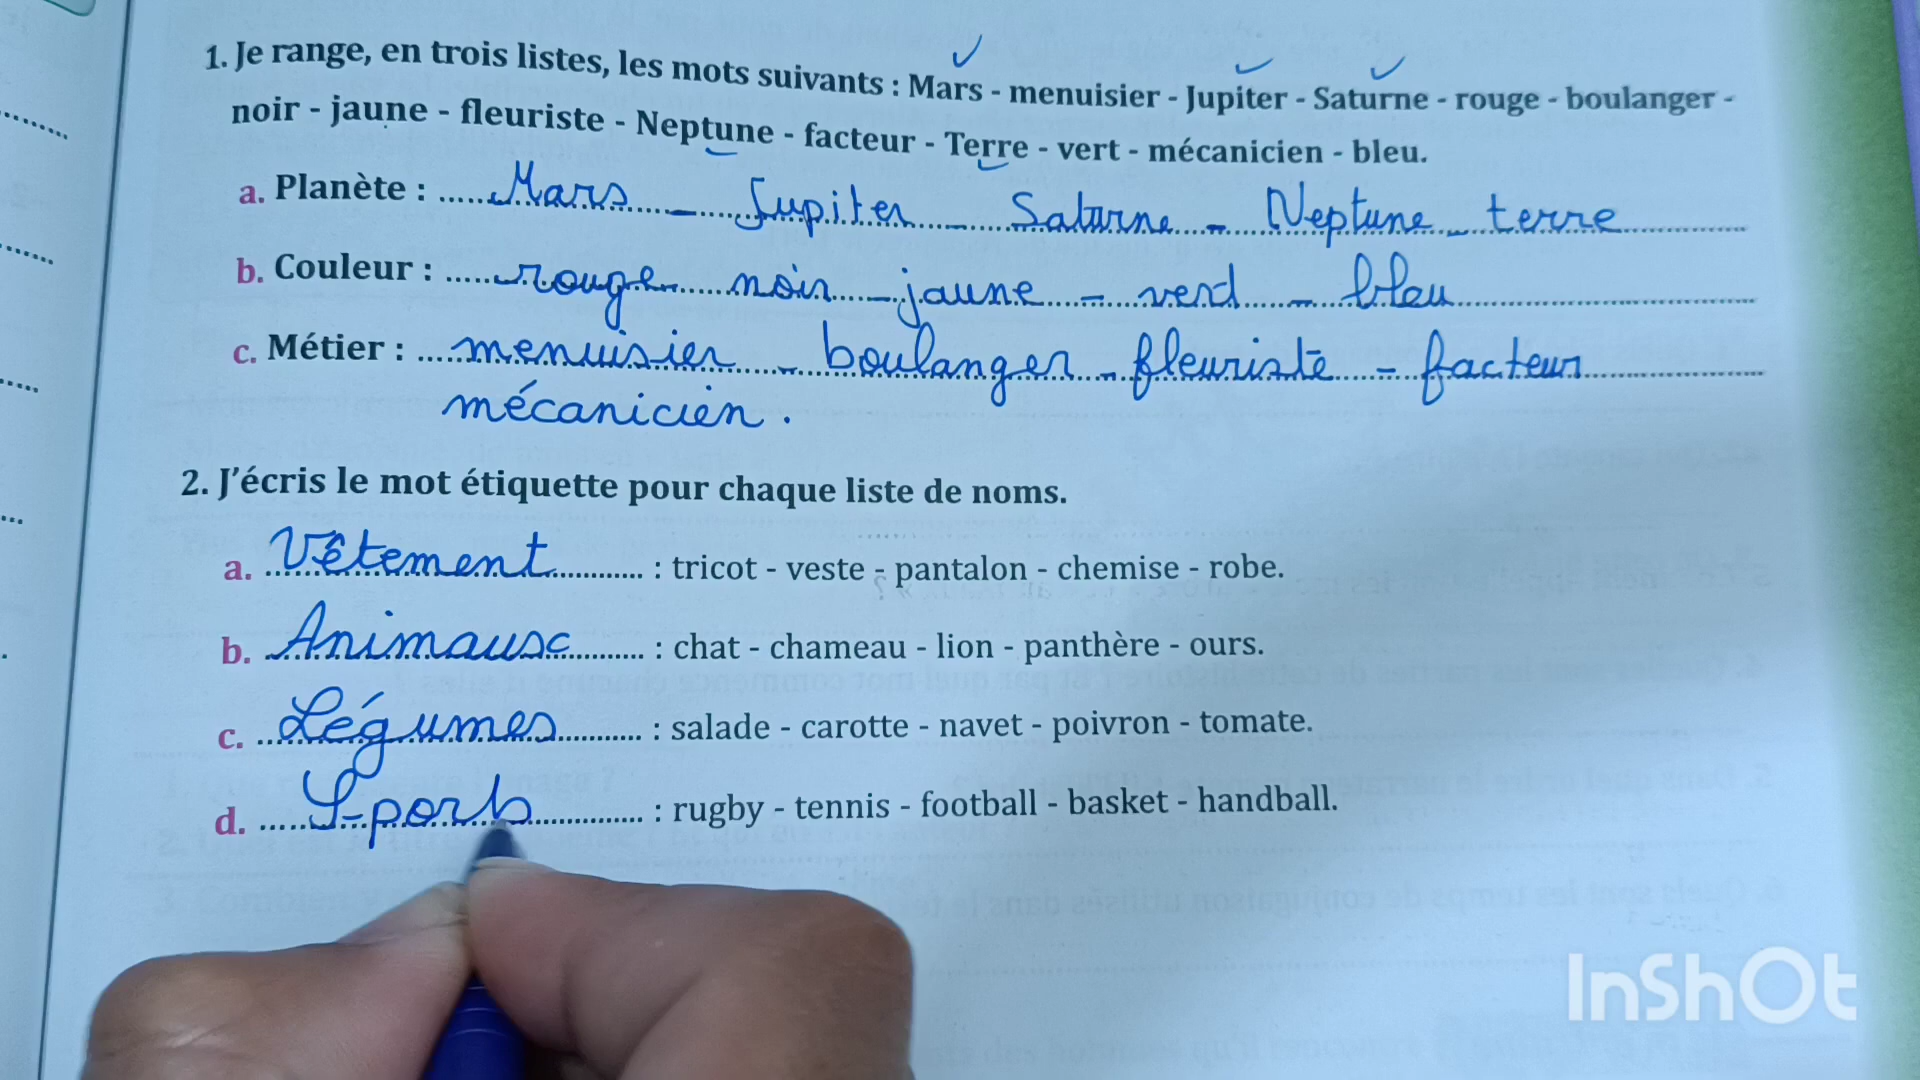 1. Je range, en trois listes, les mots suivants : Mars - menuisier - Jupiter - Saturne - rouge - boulanger -
noir - jaune - fleuriste - Neptune - facteur - Terre - vert - mécanicien - bleu.
a. Planète : Mars - Jupiter - Saturne - Neptune - terre
b. Couleur : rouge noir - jaune - verd - bleu
c. Métier : menuisier - boulanger - fleuriste - facteur
mécanicien.
2. J'écris le mot étiquette pour chaque liste de noms.
a. Vêtement : tricot - veste - pantalon - chemise - robe.
b. Animaux : chat - chameau - lion - panthère - ours.
c. Légumes : salade - carotte - navet - poivron - tomate.
d. Sports : rugby - tennis - football - basket - handball.
InShOt